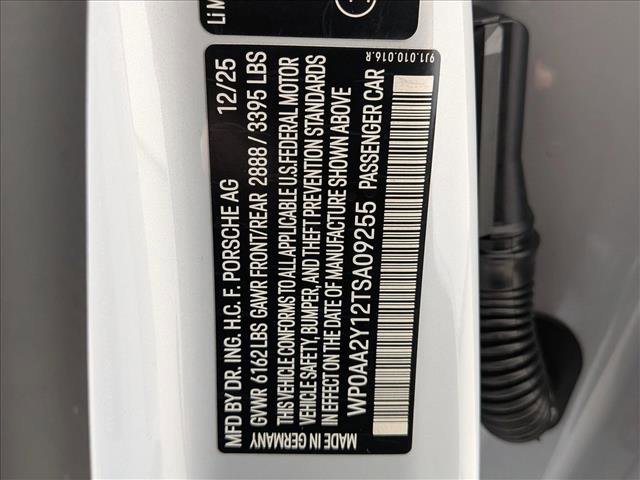 Li M
9J1.010.016.R
MFD BY DR. ING. H.C. F. PORSCHE AG 12/25
GVWR 6162 LBS GAWR FRONT/REAR 2888 / 3395 LBS
THIS VEHICLE CONFORMS TO ALL APPLICABLE U.S.FEDERAL MOTOR
VEHICLE SAFETY, BUMPER, AND THEFT PREVENTION STANDARDS
IN EFFECT ON DATE OF MANUFACTURE SHOWN ABOVE
WP0AA2Y12TSA09255 PASSENGER CAR
MADE IN GERMANY